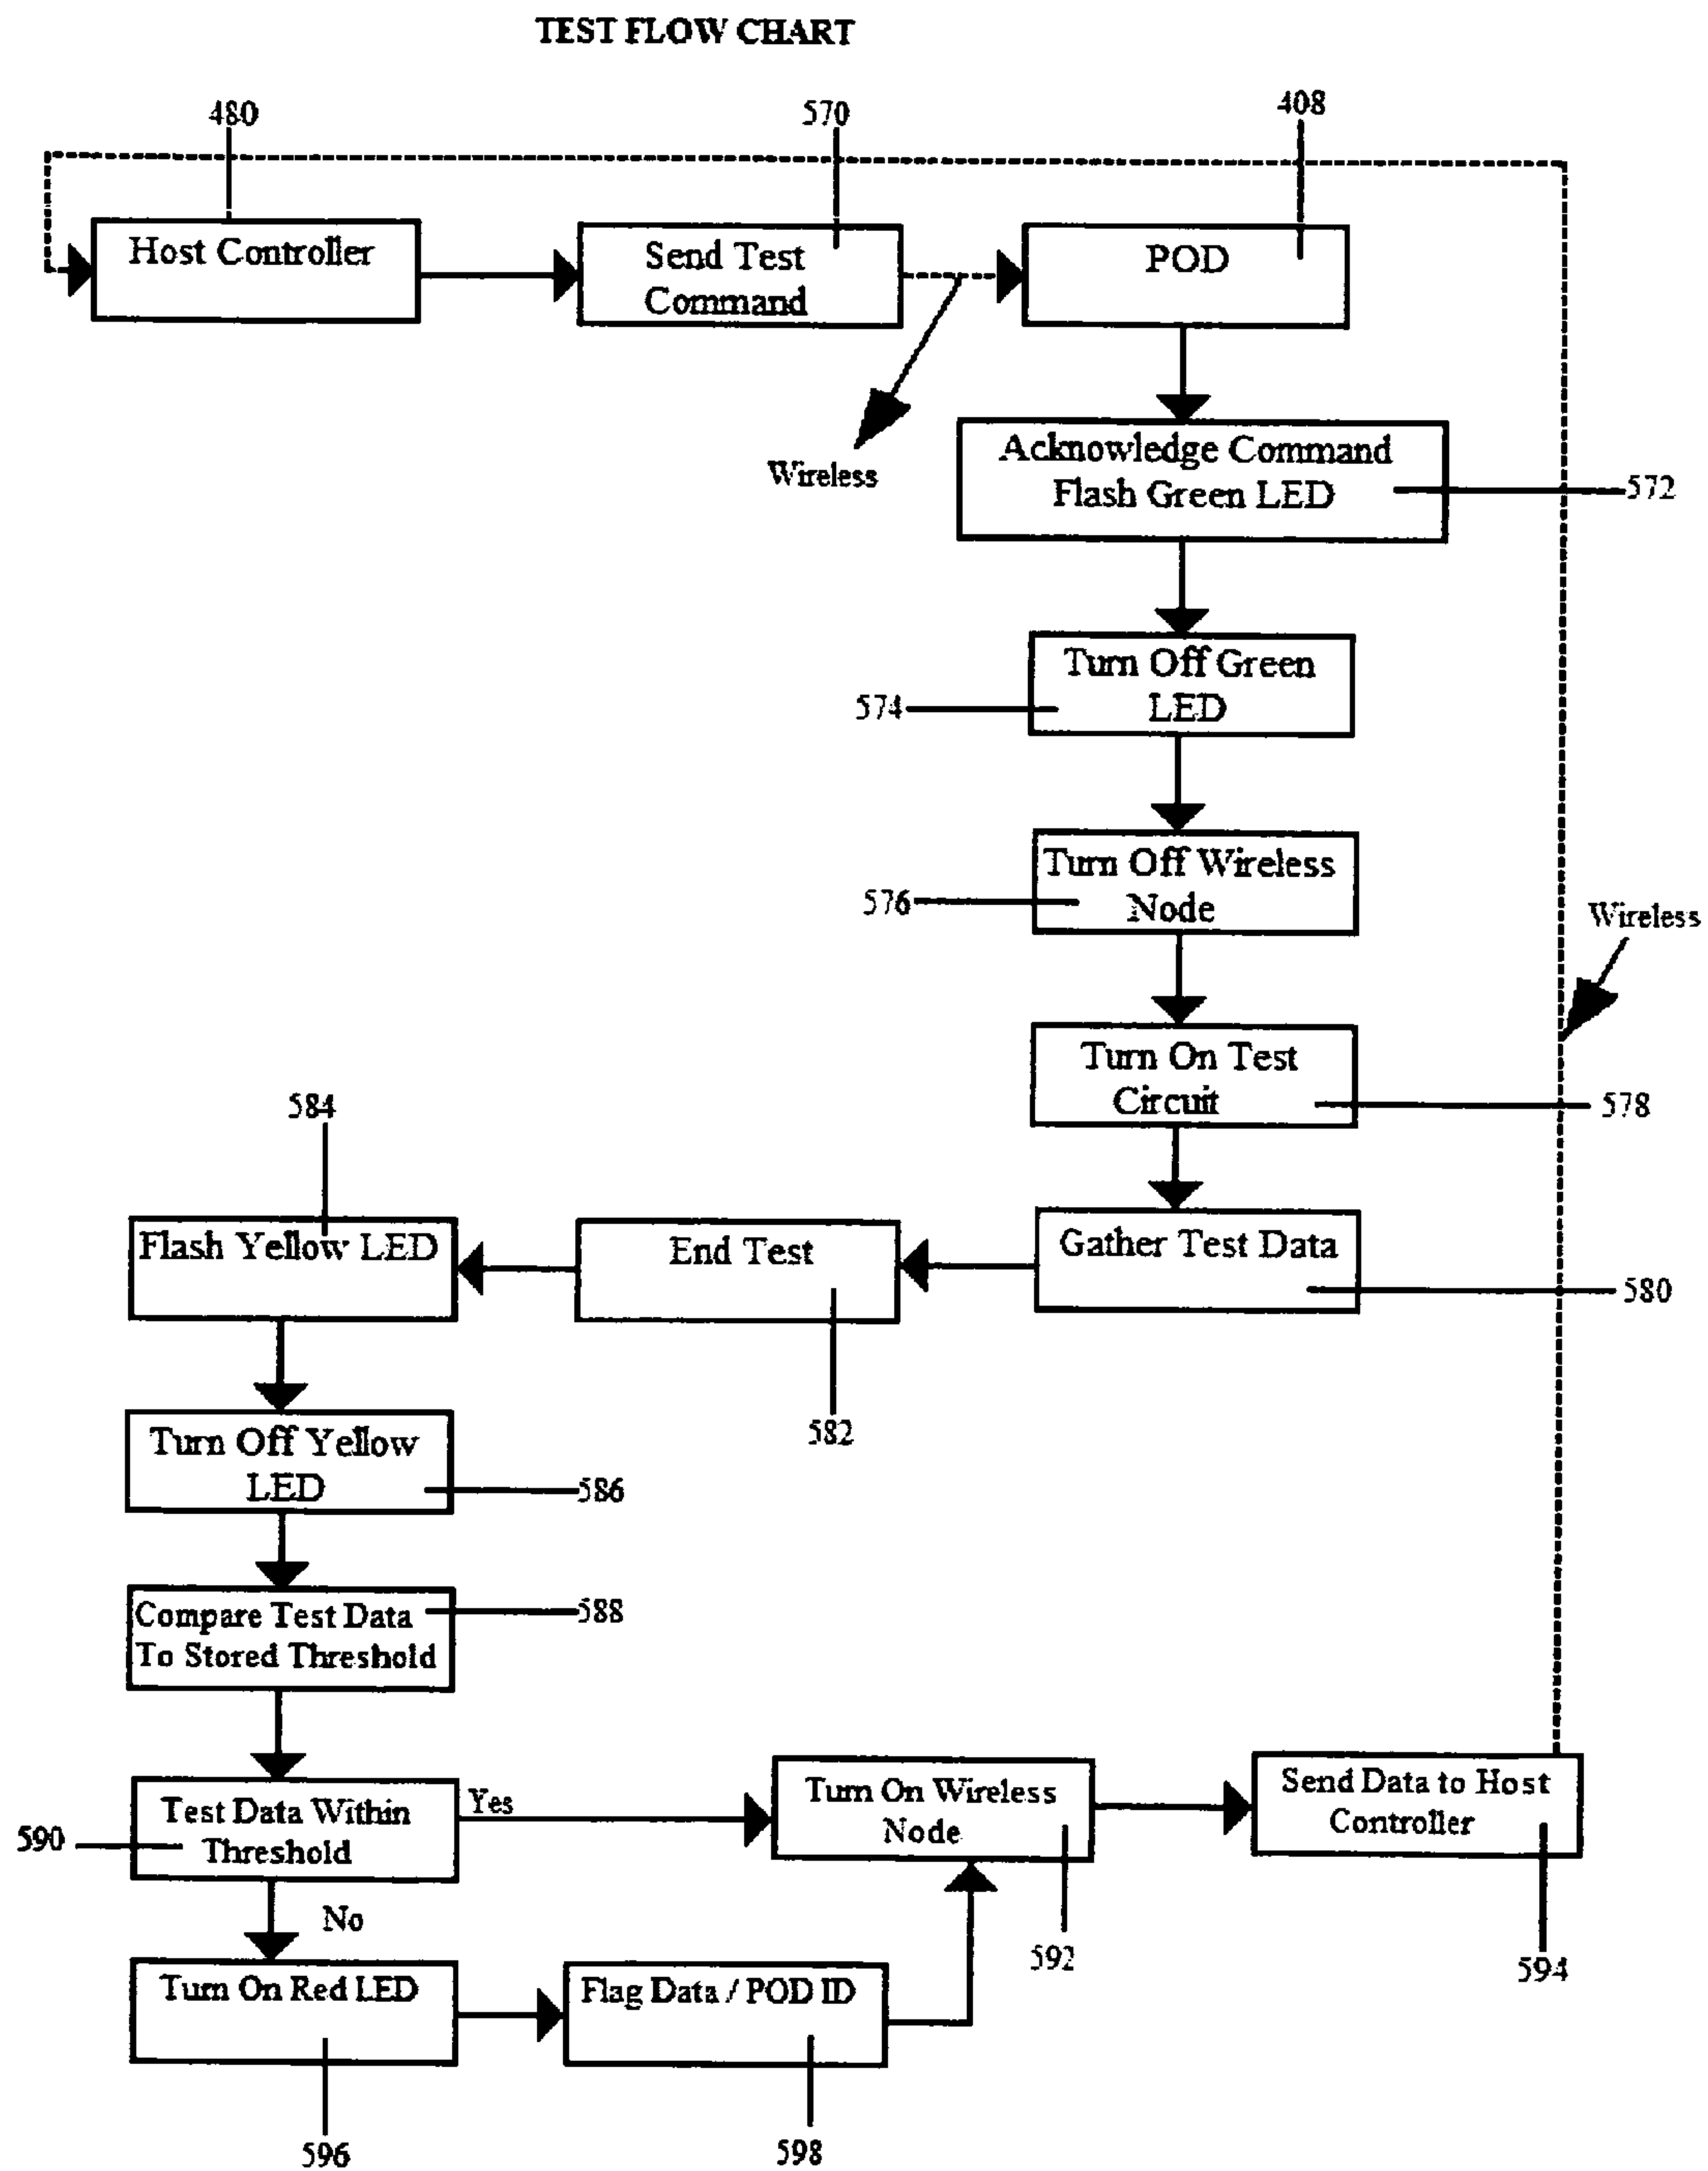 TEST FLOW CHART
480
570
408
Host Controller
Send Test
Command
POD
Wireless
Acknowledge Command
Flash Green LED
572
Turn Off Green
LED
574
Turn Off Wireless
Node
576
Wireless
Turn On Test
Circuit
578
584
Flash Yellow LED
End Test
Gather Test Data
580
582
Turn Off Yellow
LED
586
Compare Test Data
To Stored Threshold
588
Test Data Within
Threshold
590
Yes
Turn On Wireless
Node
Send Data to Host
Controller
No
592
594
Turn On Red LED
Flag Data / POD ID
596
598